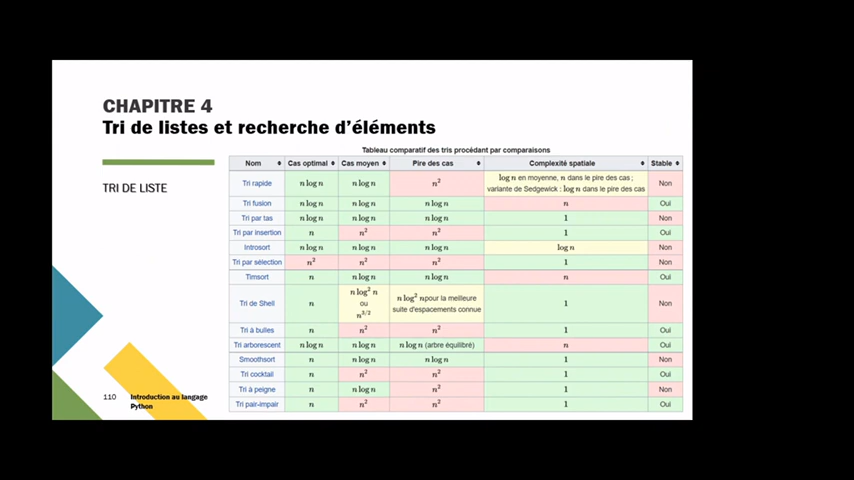 CHAPITRE 4
Tri de listes et recherche d'éléments
TRI DE LISTE
Tableau comparatif des tris procédant par comparaisons
Nom Cas optimal Cas moyen Pire des cas Complexité spatiale Stable
Tri rapide n log n n log n n² log n en moyenne, n dans le pire des cas ; variante de Sedgewick : log n dans le pire des cas Non
Tri fusion n log n n log n n log n n Oui
Tri par tas n log n n log n n log n 1 Non
Tri par insertion n n² n² 1 Oui
Introsort n log n n log n n log n log n Non
Tri par sélection n² n² n² 1 Non
Timsort n n log n n log n n Oui
Tri de Shell n n log² n ou n^3/2 n log² n pour la meilleure suite d'espacements connue 1 Non
Tri à bulles n n² n² 1 Oui
Tri arborescent n log n n log n n log n (arbre équilibré) n Oui
Smoothsort n n log n n log n 1 Non
Tri cocktail n n² n² 1 Oui
Tri à peigne n n log n n² 1 Non
Tri pair-impair n n² n² 1 Oui
110 Introduction au langage
Python